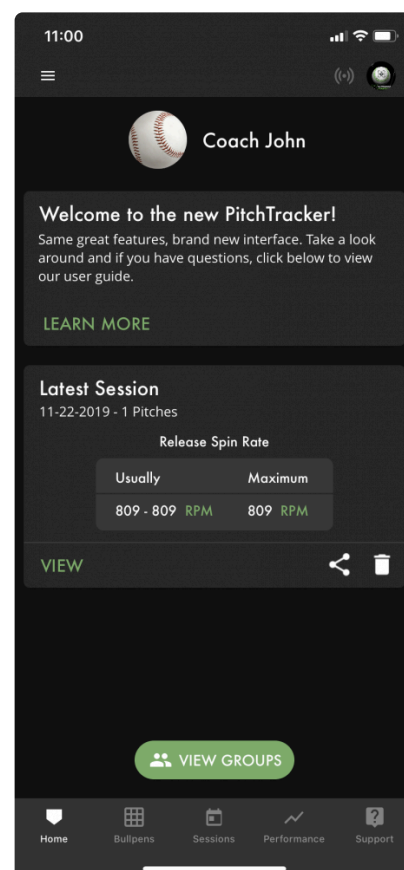 11:00
Coach John
Welcome to the new PitchTracker!
Same great features, brand new interface. Take a look
around and if you have questions, click below to view
our user guide.
LEARN MORE
Latest Session
11-22-2019 - 1 Pitches
Release Spin Rate
Usually Maximum
809 - 809 RPM 809 RPM
VIEW
VIEW GROUPS
Home Bullpens Sessions Performance Support